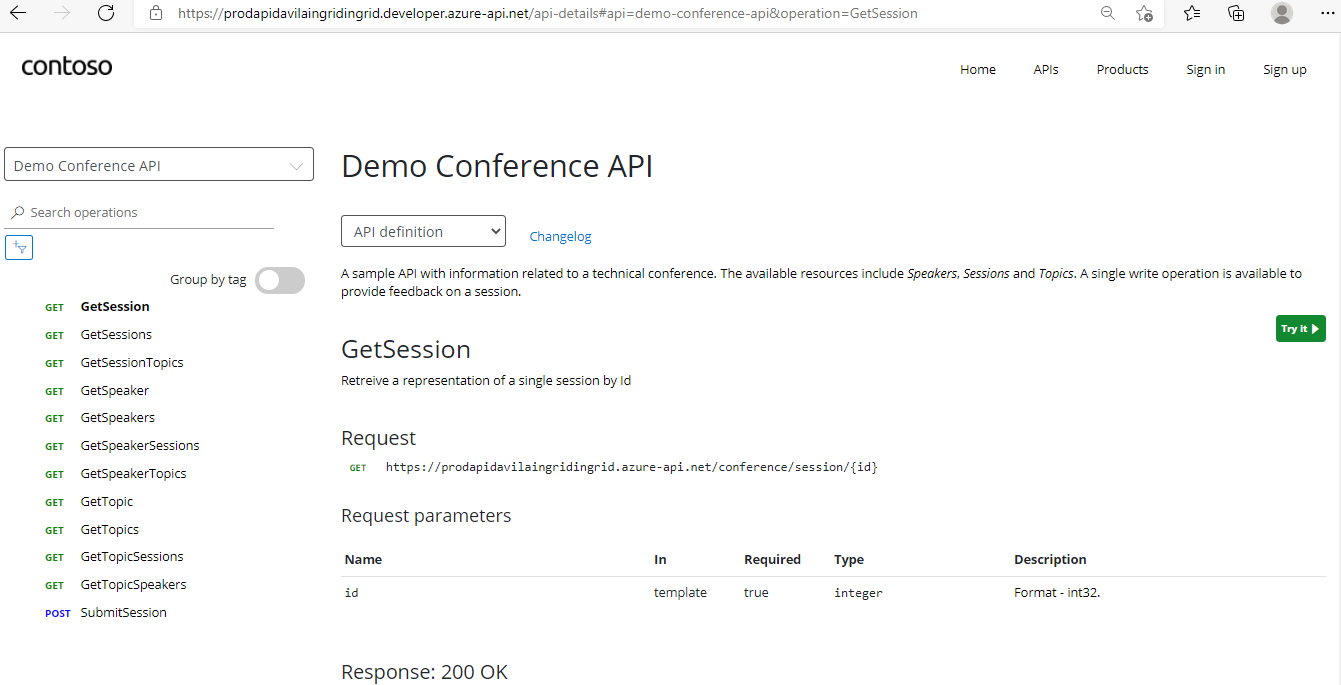 https://prodapidavilaingridingrid.developer.azure-api.net/api-details#api=demo-conference-api&operation=GetSession
contoso
Home
APIs
Products
Sign in
Sign up
Demo Conference API
Search operations
Group by tag
GET GetSession
GET GetSessions
GET GetSessionTopics
GET GetSpeaker
GET GetSpeakers
GET GetSpeakerSessions
GET GetSpeakerTopics
GET GetTopic
GET GetTopics
GET GetTopicSessions
GET GetTopicSpeakers
POST SubmitSession
Demo Conference API
API definition
Changelog
A sample API with information related to a technical conference. The available resources include Speakers, Sessions and Topics. A single write operation is available to
provide feedback on a session.
Try it
GetSession
Retreive a representation of a single session by Id
Request
GET https://prodapidavilaingridingrid.azure-api.net/conference/session/{id}
Request parameters
Name In Required Type Description
id template true integer Format - int32.
Response: 200 OK